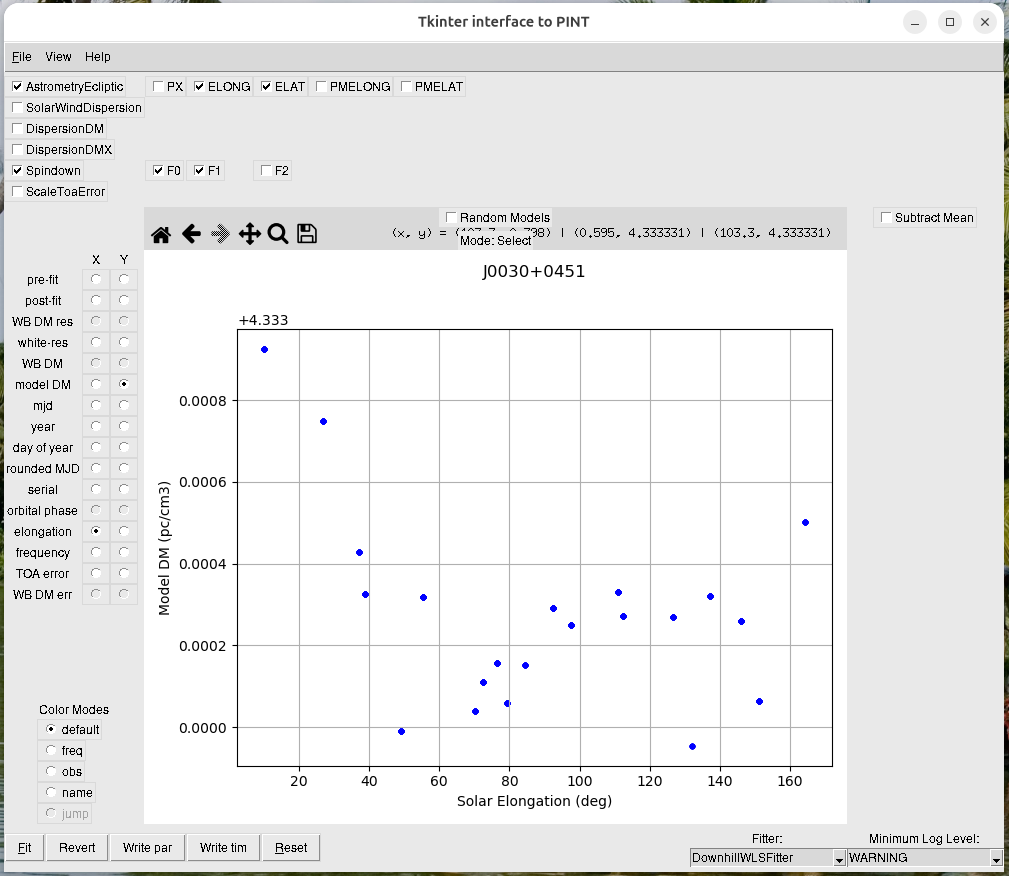 Tkinter interface to PINT
File View Help
AstrometryEcliptic PX ELONG ELAT PMELONG PMELAT
SolarWindDispersion
DispersionDM
DispersionDMX
Spindown F0 F1 F2
ScaleToaError
Random Models Subtract Mean
(x, y) = | (0.595, 4.333331) | (103.3, 4.333331)
Mode: Select
X Y
pre-fit
post-fit
WB DM res
white-res
WB DM
model DM
mjd
year
day of year
rounded MJD
serial
orbital phase
elongation
frequency
TOA error
WB DM err
J0030+0451
+4.333
0.0008
0.0006
0.0004
0.0002
0.0000
Model DM (pc/cm3)
20 40 60 80 100 120 140 160
Solar Elongation (deg)
Color Modes
default
freq
obs
name
jump
Fit Revert Write par Write tim Reset
Fitter: Minimum Log Level:
DownhillWLSFitter WARNING